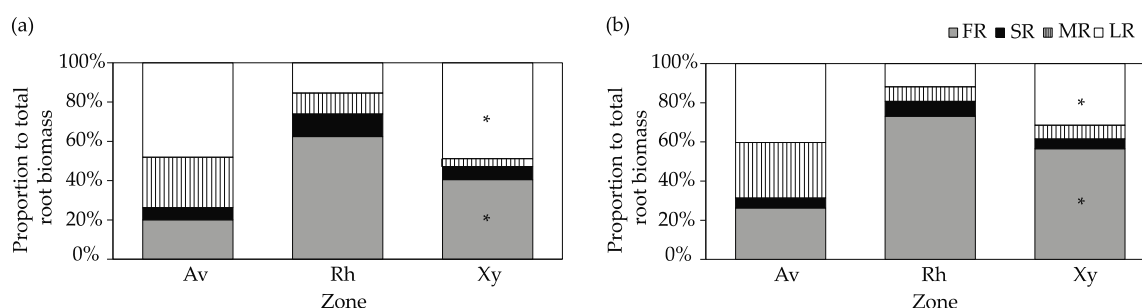 (a)
Proportion to total
root biomass
100%
80%
60%
40%
20%
0%
*
*
Av Rh Xy
Zone
(b)
FR SR MR LR
Proportion to total
root biomass
100%
80%
60%
40%
20%
0%
*
*
Av Rh Xy
Zone